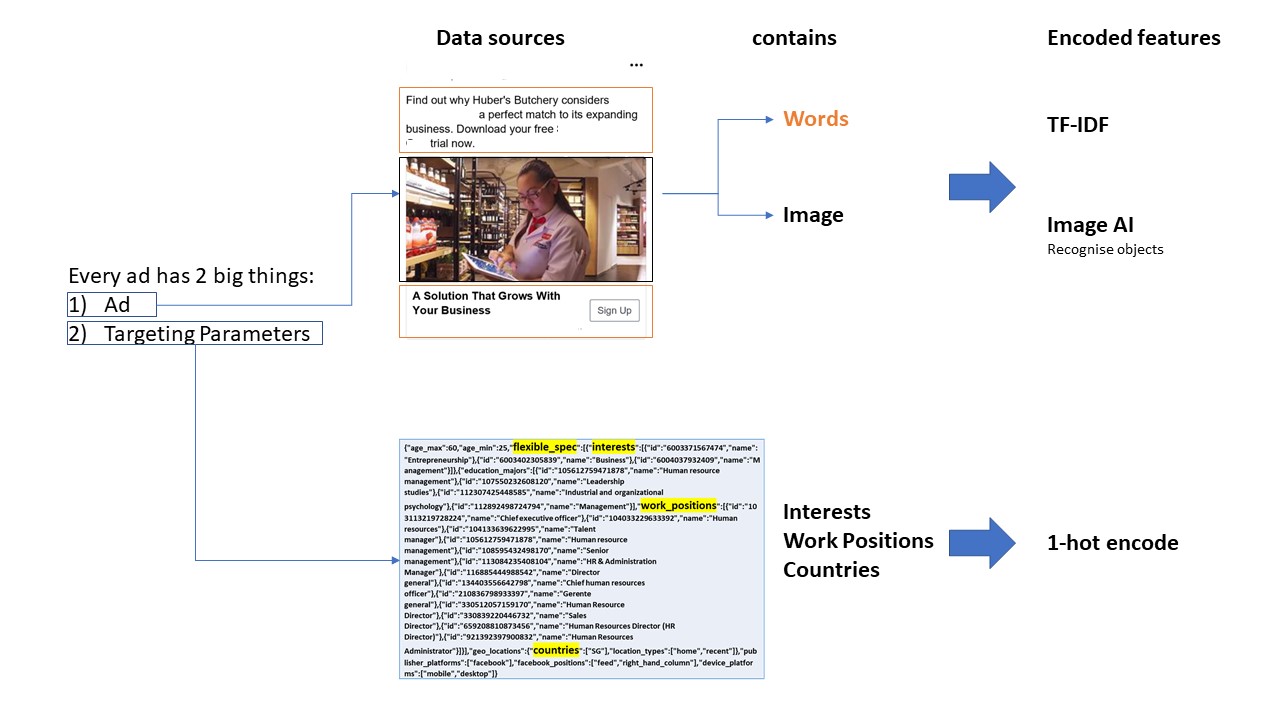 Data sources
contains
Encoded features
...
Find out why Huber's Butchery considers
a perfect match to its expanding
business. Download your free
trial now.
Words
TF-IDF
Image
Image AI
Recognise objects
Every ad has 2 big things:
1) Ad
2) Targeting Parameters
A Solution That Grows With
Your Business
Sign Up
{"age_max":60,"age_min":25,"flexible_spec":[{"interests":[{"id":"6003371567474","name":
"Entrepreneurship"},{"id":"6003402305839","name":"Business"},{"id":"6004037932409","name":"M
anagement"}]},{"education_majors":[{"id":"105612759471878","name":"Human resource
management"},{"id":"107550232608120","name":"Leadership
studies"},{"id":"112307425448585","name":"Industrial and organizational
psychology"},{"id":"112892498724794","name":"Management"}],"work_positions":[{"id":"10
3113219728224","name":"Chief executive officer"},{"id":"104033229633392","name":"Human
resources"},{"id":"104133639622995","name":"Talent
manager"},{"id":"105612759471878","name":"Human resource
management"},{"id":"108595432498170","name":"Senior
management"},{"id":"113084235408104","name":"HR & Administration
Manager"},{"id":"116885444988542","name":"Director
general"},{"id":"134403556642798","name":"Chief human resources
officer"},{"id":"210836798933397","name":"Gerente
general"},{"id":"330512057159170","name":"Human Resource
Director"},{"id":"330839220446732","name":"Sales
Director"},{"id":"659208810873456","name":"Human Resources Director (HR
Director)"},{"id":"921392397900832","name":"Human Resources
Administrator"}]}],"geo_locations":{"countries":["SG"],"location_types":["home","recent"]},"pub
lisher_platforms":["facebook"],"facebook_positions":["feed","right_hand_column"],"device_platfor
ms":["mobile","desktop"]}
Interests
Work Positions
Countries
1-hot encode